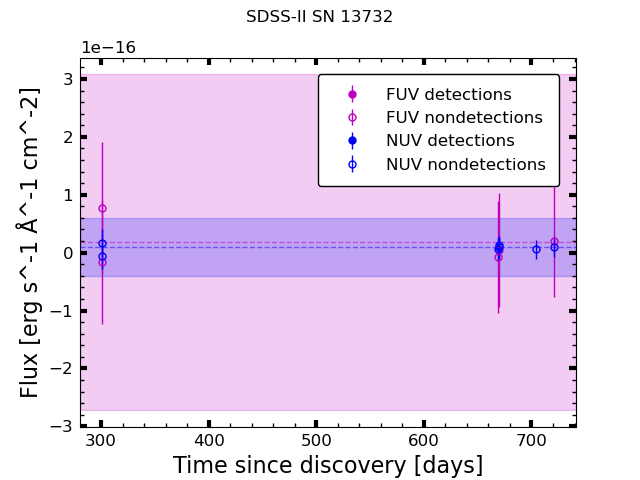 SDSS-II SN 13732
1e−16
Flux [erg s^-1 Å^-1 cm^-2]
3
2
1
0
−1
−2
−3
FUV detections
FUV nondetections
NUV detections
NUV nondetections
300
400
500
600
700
Time since discovery [days]